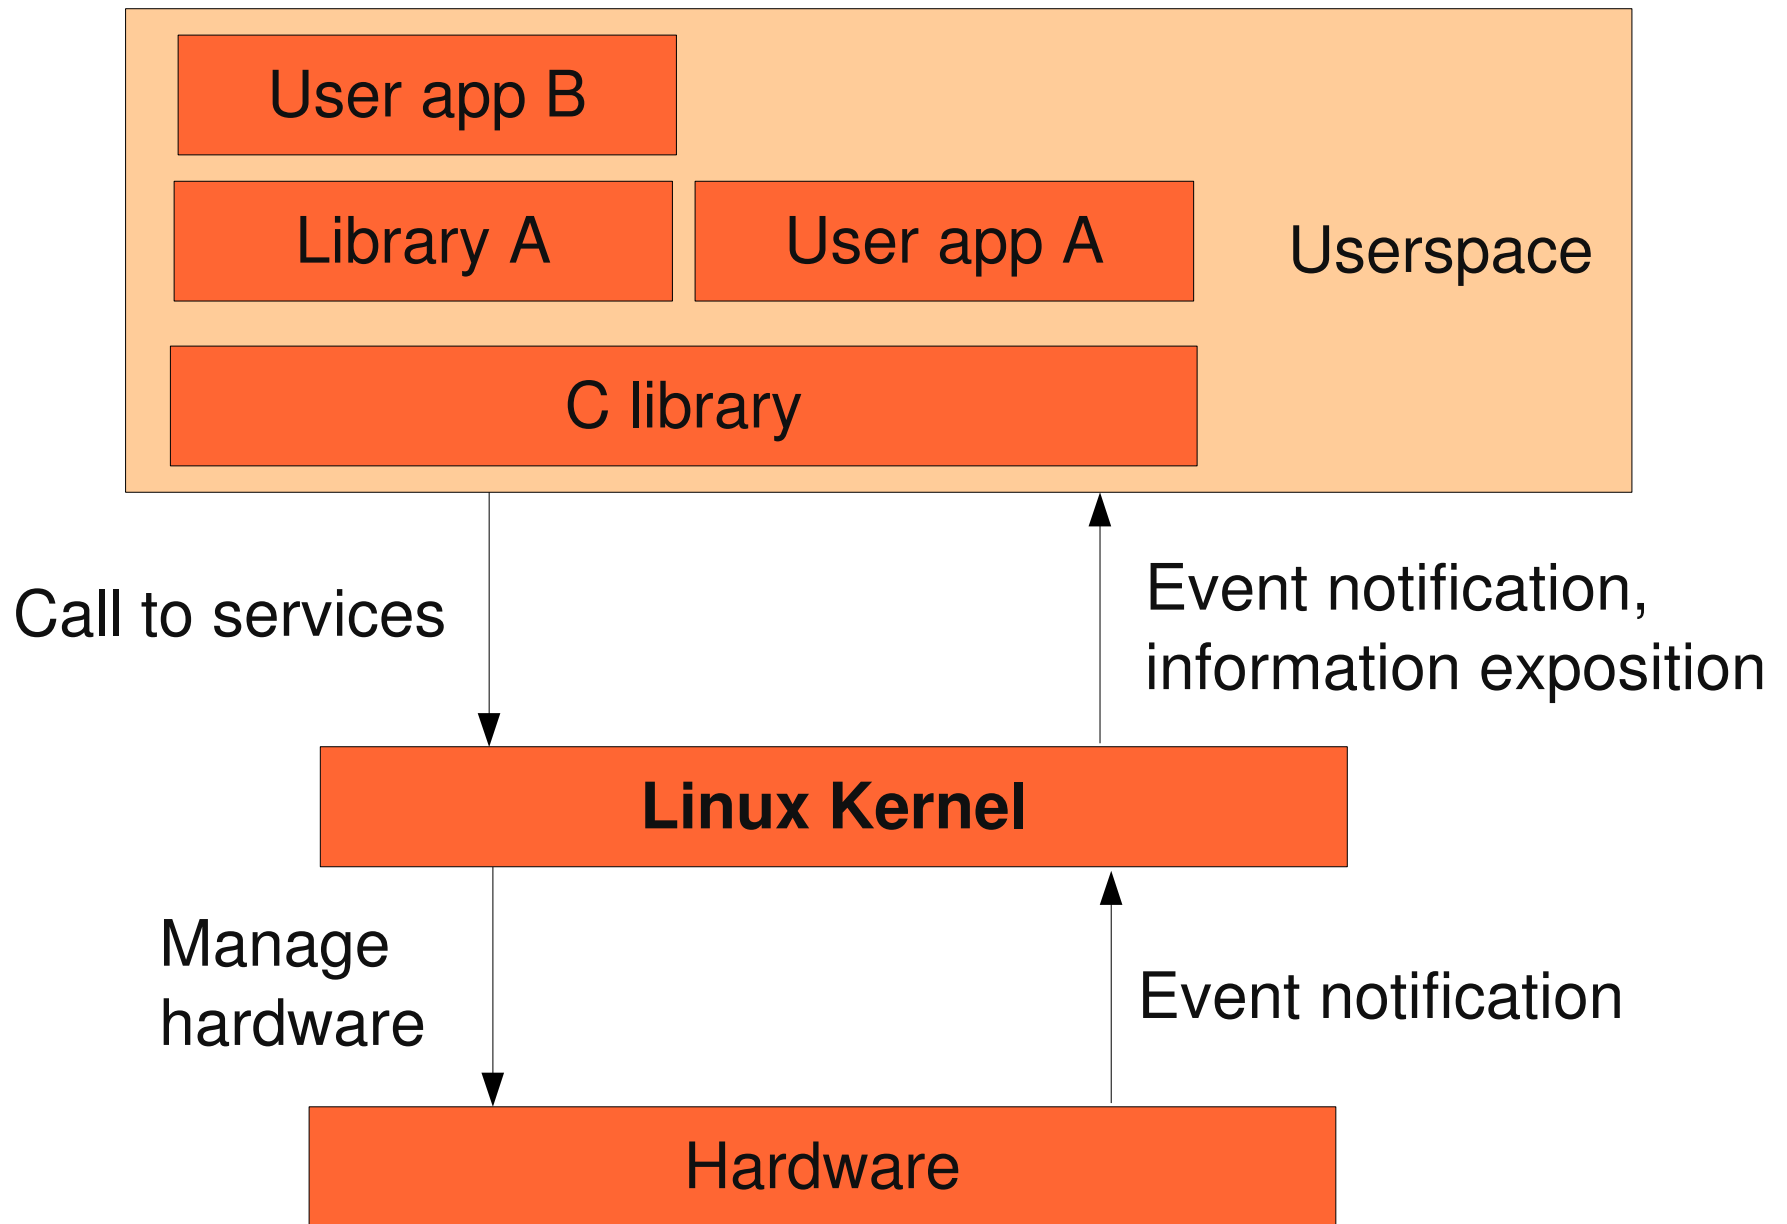 User app B
Library A
User app A
Userspace
C library
Call to services
Event notification,
information exposition
Linux Kernel
Manage
hardware
Event notification
Hardware